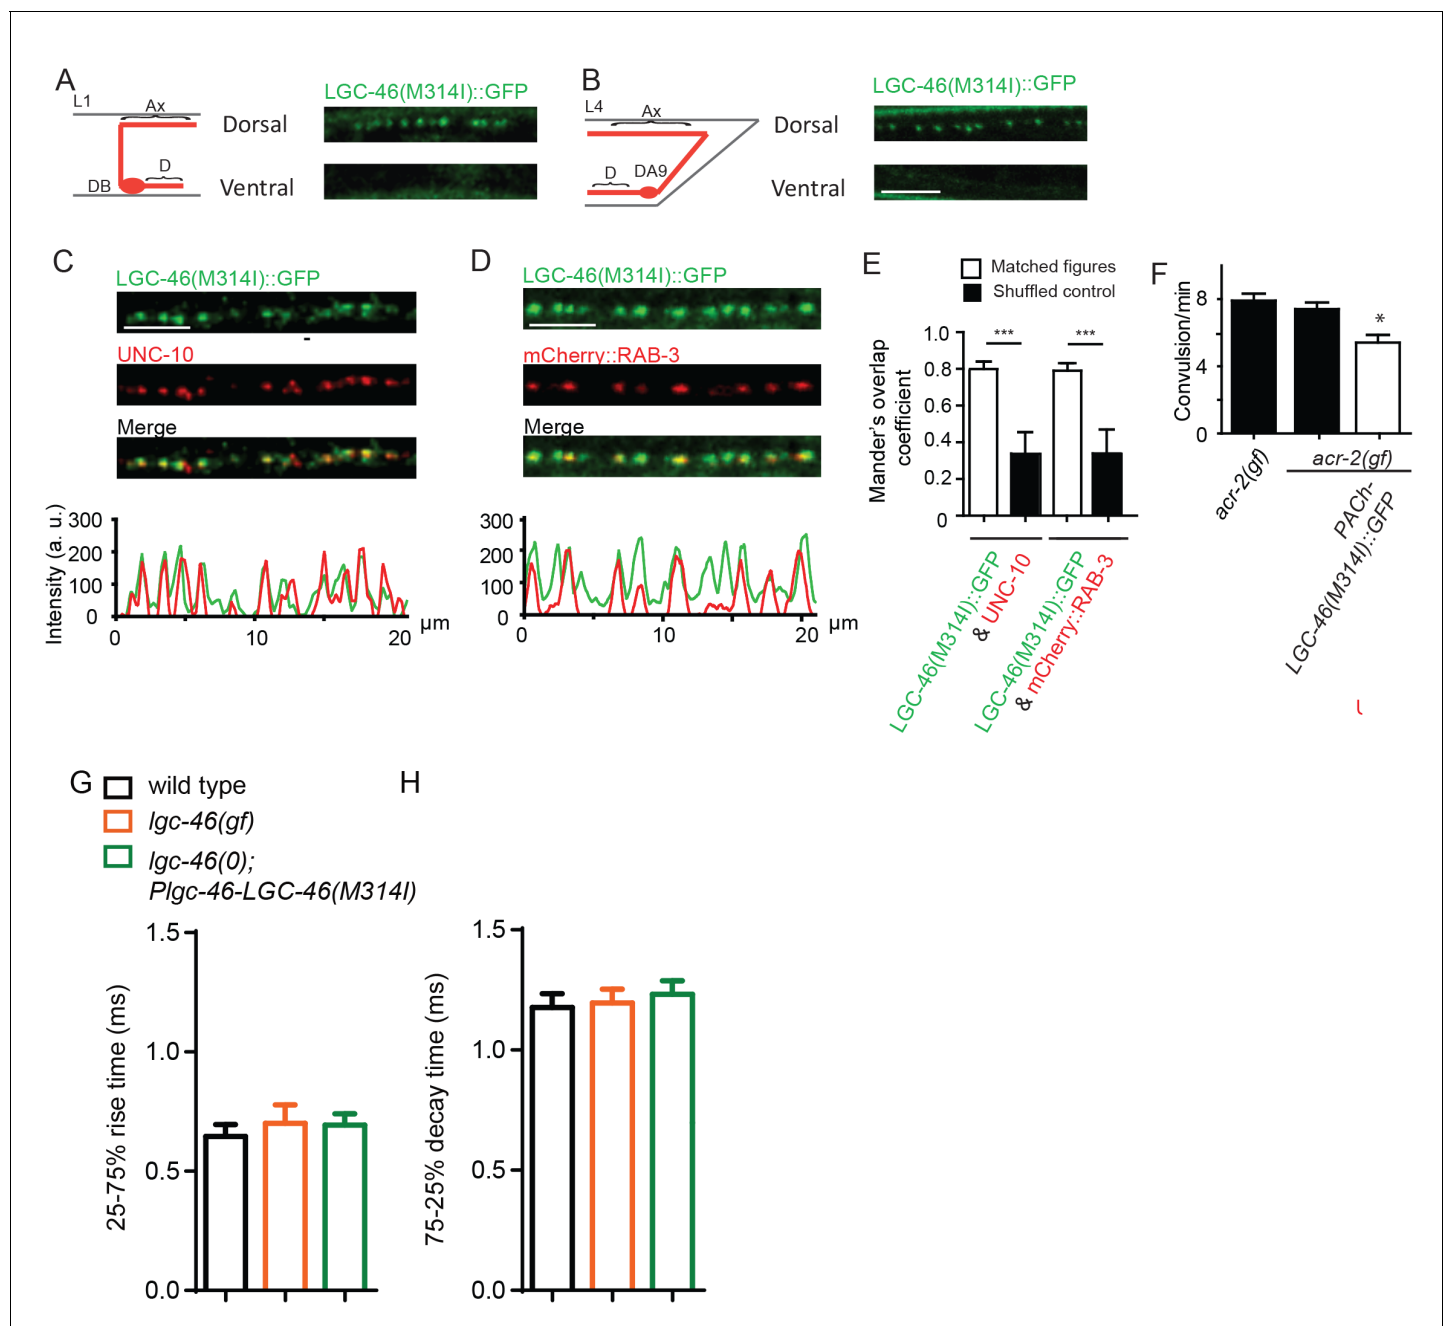 A
L1
Ax
D
DB
Dorsal
Ventral
LGC-46(M314I)::GFP
B
L4
Ax
D
DA9
Dorsal
Ventral
LGC-46(M314I)::GFP
C
LGC-46(M314I)::GFP
UNC-10
Merge
Intensity (a. u.)
300
200
100
0
0
10
20
μm
D
LGC-46(M314I)::GFP
mCherry::RAB-3
Merge
300
200
100
0
0
10
20
μm
E
Matched figures
Shuffled control
Mander's overlap
coefficient
1.0
0.8
0.6
0.4
0.2
0
***
***
LGC-46(M314I)::GFP
& UNC-10
LGC-46(M314I)::GFP
& mCherry::RAB-3
F
Convulsion/min
8
4
0
*
acr-2(gf)
acr-2(gf)
PACh-
LGC-46(M314I)::GFP
G
wild type
lgc-46(gf)
lgc-46(0);
Plgc-46-LGC-46(M314I)
25-75% rise time (ms)
1.5
1.0
0.5
0.0
H
75-25% decay time (ms)
1.5
1.0
0.5
0.0